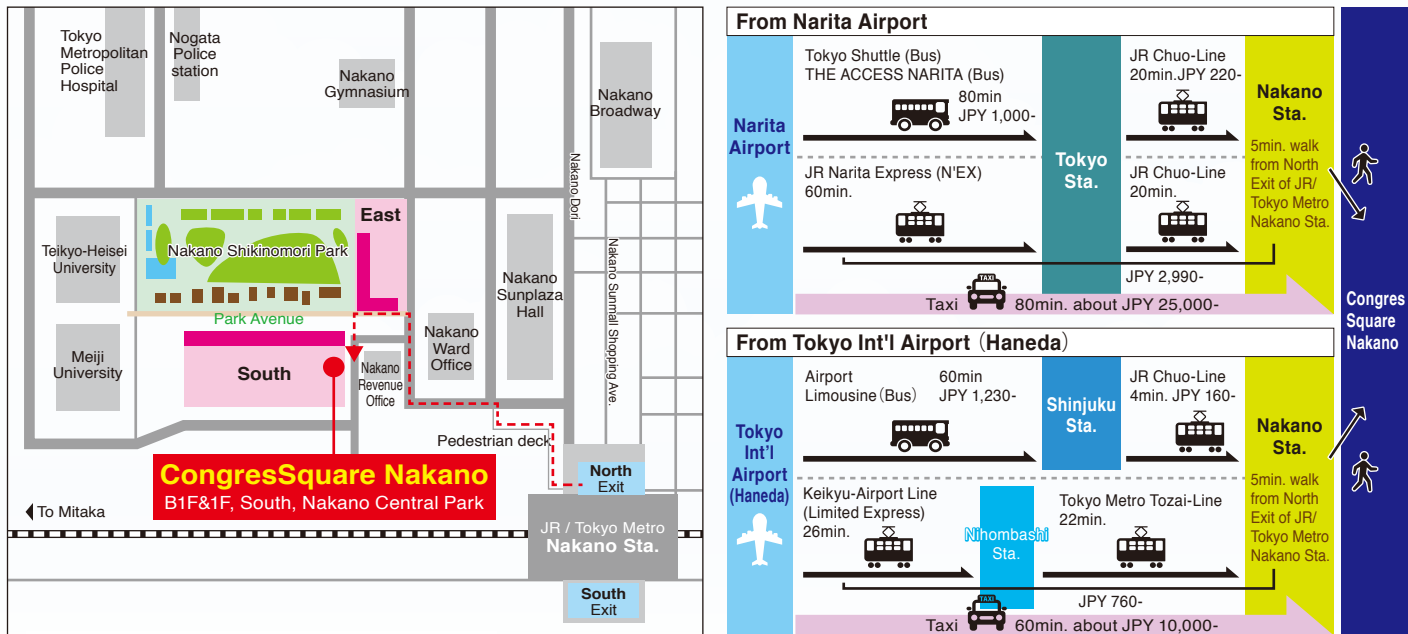 Tokyo
Metropolitan
Police
Hospital
Nogata
Police
station
Nakano
Gymnasium
Nakano
Broadway
Nakano Dori
Teikyo-Heisei
University
Nakano Shikinomori Park
East
Nakano
Sunplaza
Hall
Nakano Sunmall Shopping Ave.
Park Avenue
Meiji
University
South
Nakano
Revenue
Office
Nakano
Ward
Office
Pedestrian deck
CongresSquare Nakano
B1F&1F, South, Nakano Central Park
North
Exit
To Mitaka
JR / Tokyo Metro
Nakano Sta.
South
Exit
From Narita Airport
Narita
Airport
Tokyo Shuttle (Bus)
THE ACCESS NARITA (Bus)
80min
JPY 1,000-
JR Narita Express (N'EX)
60min.
Tokyo
Sta.
JR Chuo-Line
20min.JPY 220-
JR Chuo-Line
20min.
JPY 2,990-
Nakano
Sta.
5min. walk
from North
Exit of JR/
Tokyo Metro
Nakano Sta.
TAXI
Taxi 80min. about JPY 25,000-
Congres
Square
Nakano
From Tokyo Int'l Airport (Haneda)
Tokyo
Int'l
Airport
(Haneda)
Airport
Limousine (Bus)
60min
JPY 1,230-
Shinjuku
Sta.
JR Chuo-Line
4min. JPY 160-
Keikyu-Airport Line
(Limited Express)
26min.
Nihombashi
Sta.
Tokyo Metro Tozai-Line
22min.
JPY 760-
Nakano
Sta.
5min. walk
from North
Exit of JR/
Tokyo Metro
Nakano Sta.
TAXI
Taxi 60min. about JPY 10,000-